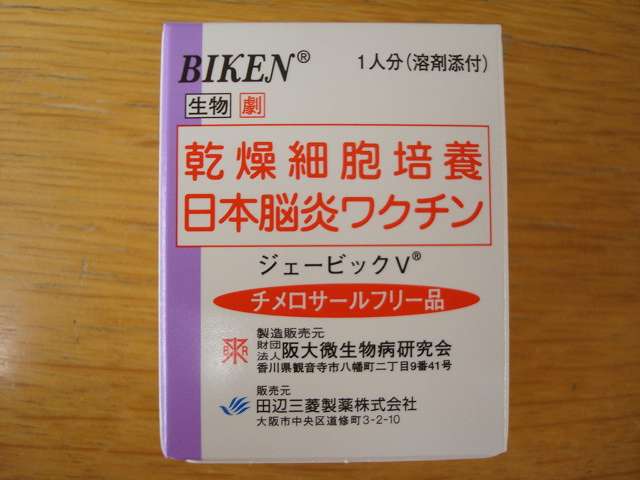 BIKEN®
1人分(溶剤添付)
生物 劇
乾燥細胞培養
日本脳炎ワクチン
ジェービックV®
チメロサールフリー品
製造販売元
財団法人 阪大微生物病研究会
香川県観音寺市八幡町二丁目9番41号
販売元
田辺三菱製薬株式会社
大阪市中央区道修町3-2-10